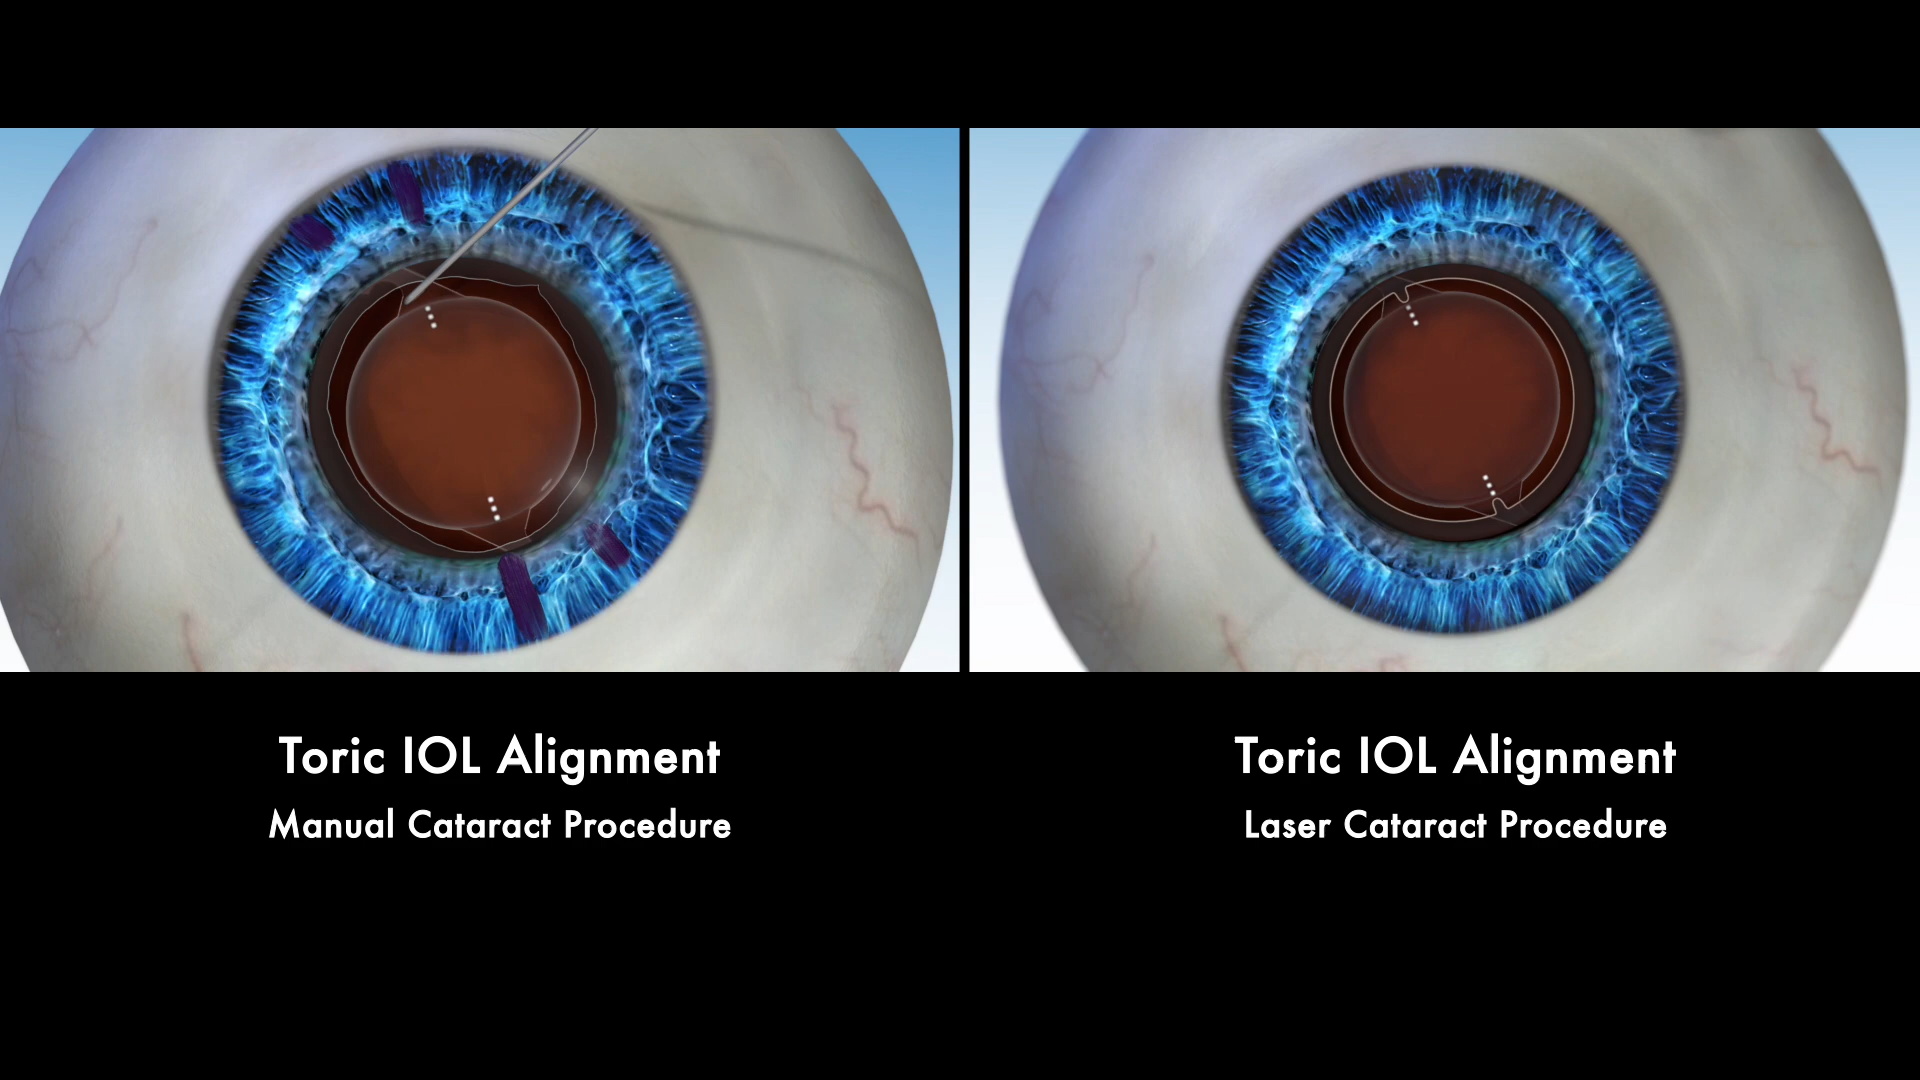 Toric IOL Alignment
Manual Cataract Procedure
Toric IOL Alignment
Laser Cataract Procedure